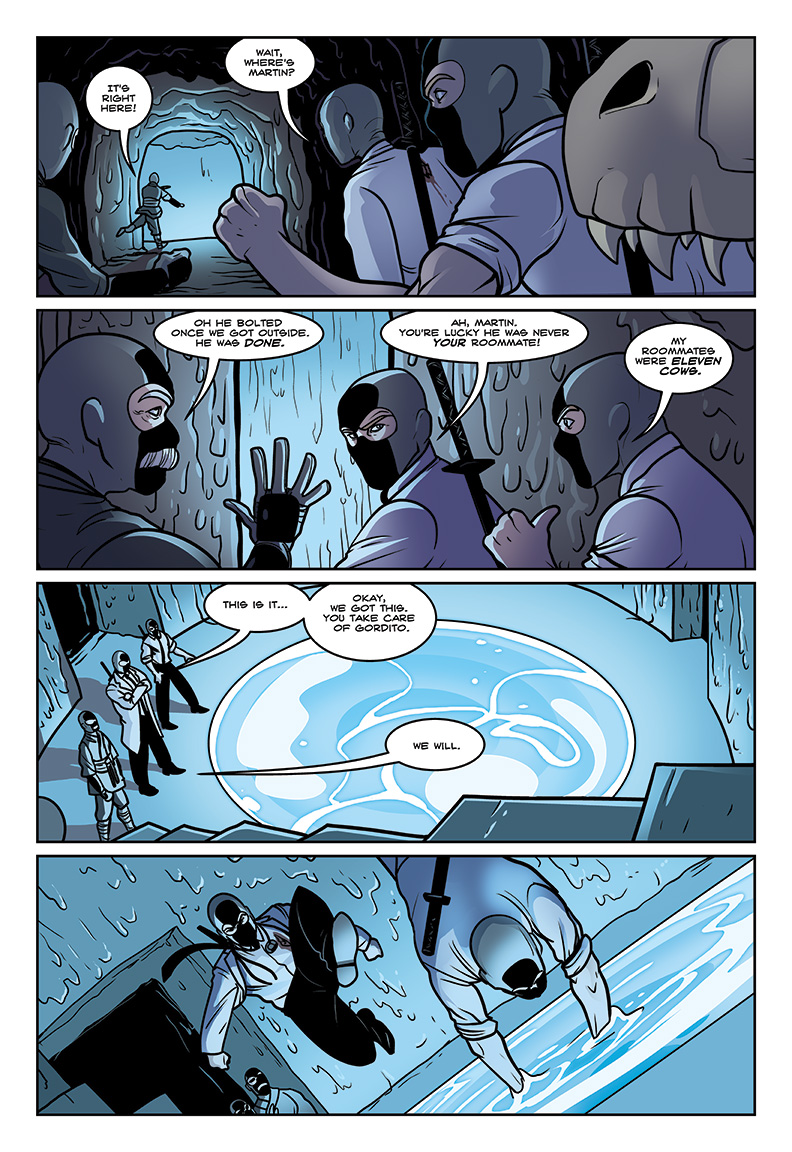 IT'S
RIGHT
HERE!
WAIT,
WHERE'S
MARTIN?
OH HE BOLTED
ONCE WE GOT OUTSIDE.
HE WAS DONE.
AH, MARTIN.
YOU'RE LUCKY HE WAS NEVER
YOUR ROOMMATE!
MY
ROOMMATES
WERE ELEVEN
COWS.
THIS IS IT...
OKAY,
WE GOT THIS.
YOU TAKE CARE
OF GORDITO.
WE WILL.